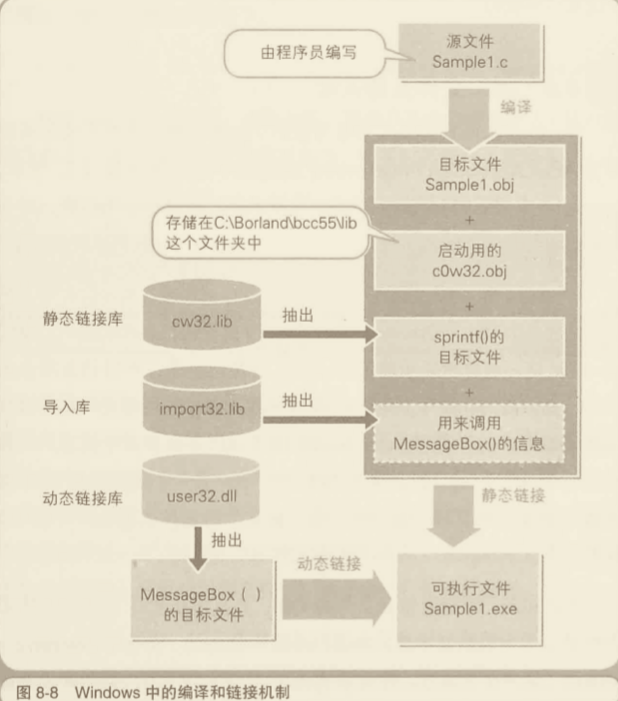 由程序员编写
源文件
Sample1.c
编译
目标文件
Sample1.obj
+
存储在C:\Borland\bcc55\lib
这个文件夹中
启动用的
c0w32.obj
+
静态链接库
cw32.lib
抽出
sprintf()的
目标文件
+
导入库
import32.lib
抽出
用来调用
MessageBox()的信息
动态链接库
user32.dll
静态链接
抽出
MessageBox（ ）
的目标文件
动态链接
可执行文件
Sample1.exe
图 8-8 Windows 中的编译和链接机制